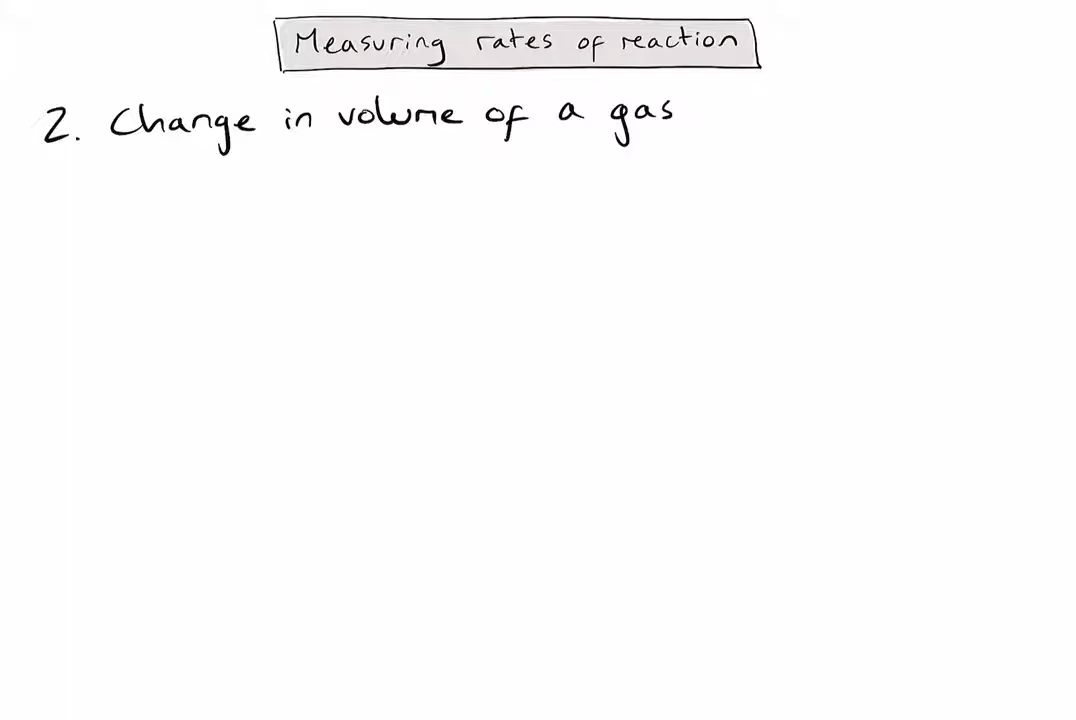 Measuring rates of reaction
2. Change in volume of a gas